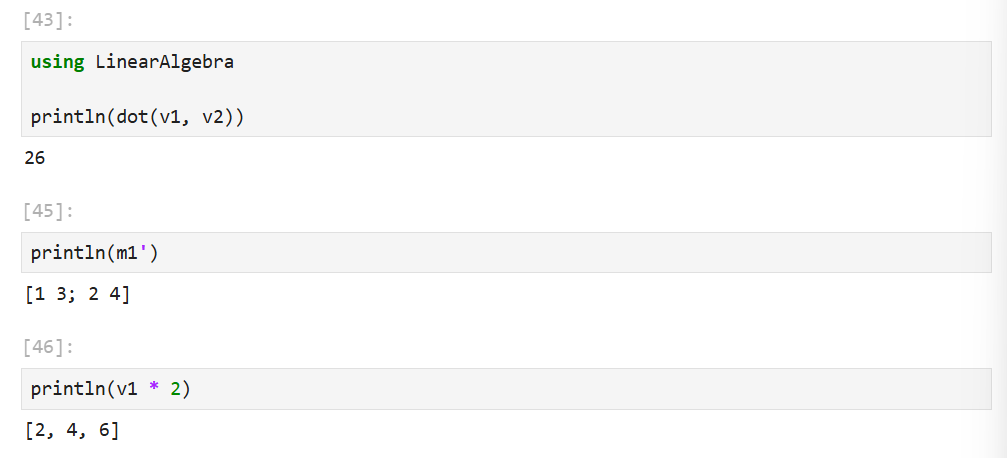 [43]:
using LinearAlgebra
println(dot(v1, v2))
26
[45]:
println(m1')
[1 3; 2 4]
[46]:
println(v1 * 2)
[2, 4, 6]